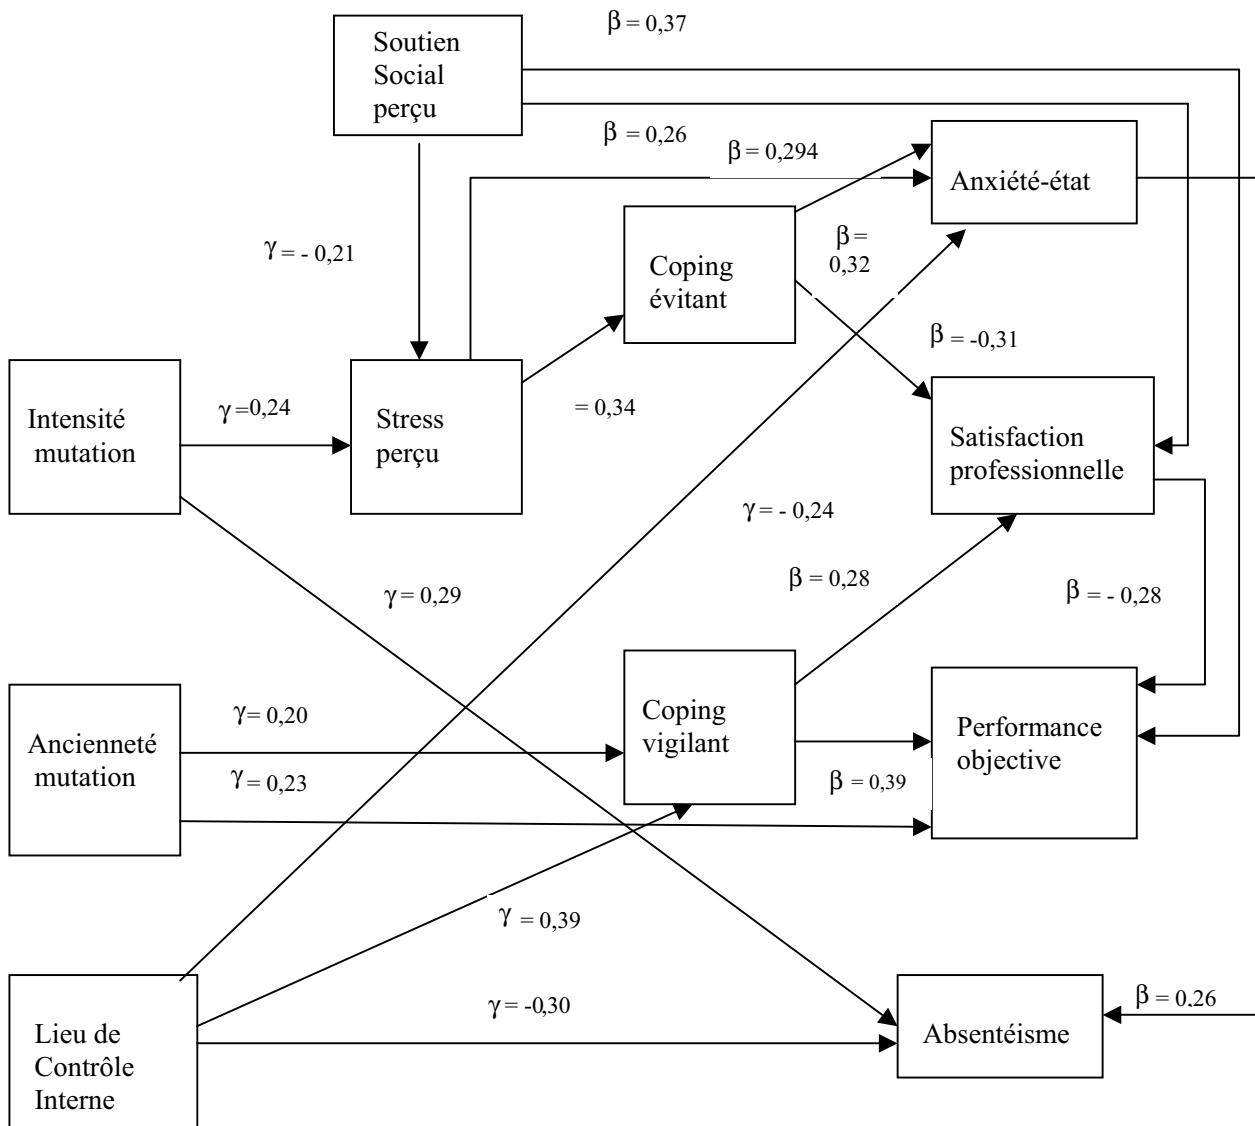 β = 0,37
Soutien
Social
perçu
β = 0,26
β = 0,294
Anxiété-état
γ = - 0,21
β =
0,32
Coping
évitant
β = -0,31
Intensité
mutation
γ =0,24
Stress
perçu
= 0,34
Satisfaction
professionnelle
γ = - 0,24
γ = 0,29
β = 0,28
β = - 0,28
Ancienneté
mutation
γ= 0,20
γ = 0,23
Coping
vigilant
β = 0,39
Performance
objective
γ = 0,39
Lieu de
Contrôle
Interne
γ = -0,30
Absentéisme
β = 0,26